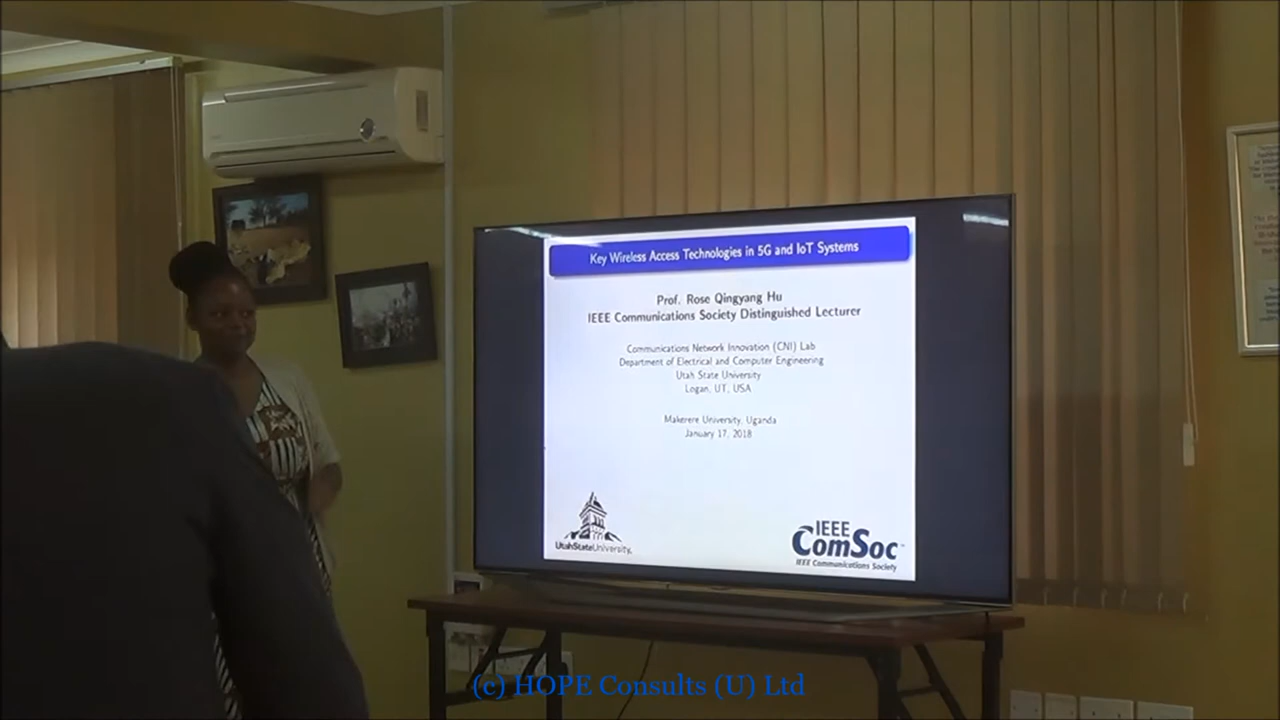 Key Wireless Access Technologies in 5G and IoT Systems
Prof. Rose Qingyang Hu
IEEE Communications Society Distinguished Lecturer
Communications Network Innovation (CNI) Lab
Department of Electrical and Computer Engineering
Utah State University
Logan, UT, USA
Makerere University, Uganda
January 17, 2018
UtahStateUniversity.
IEEE
ComSoc™
IEEE Communications Society
(c) HOPE Consults (U) Ltd